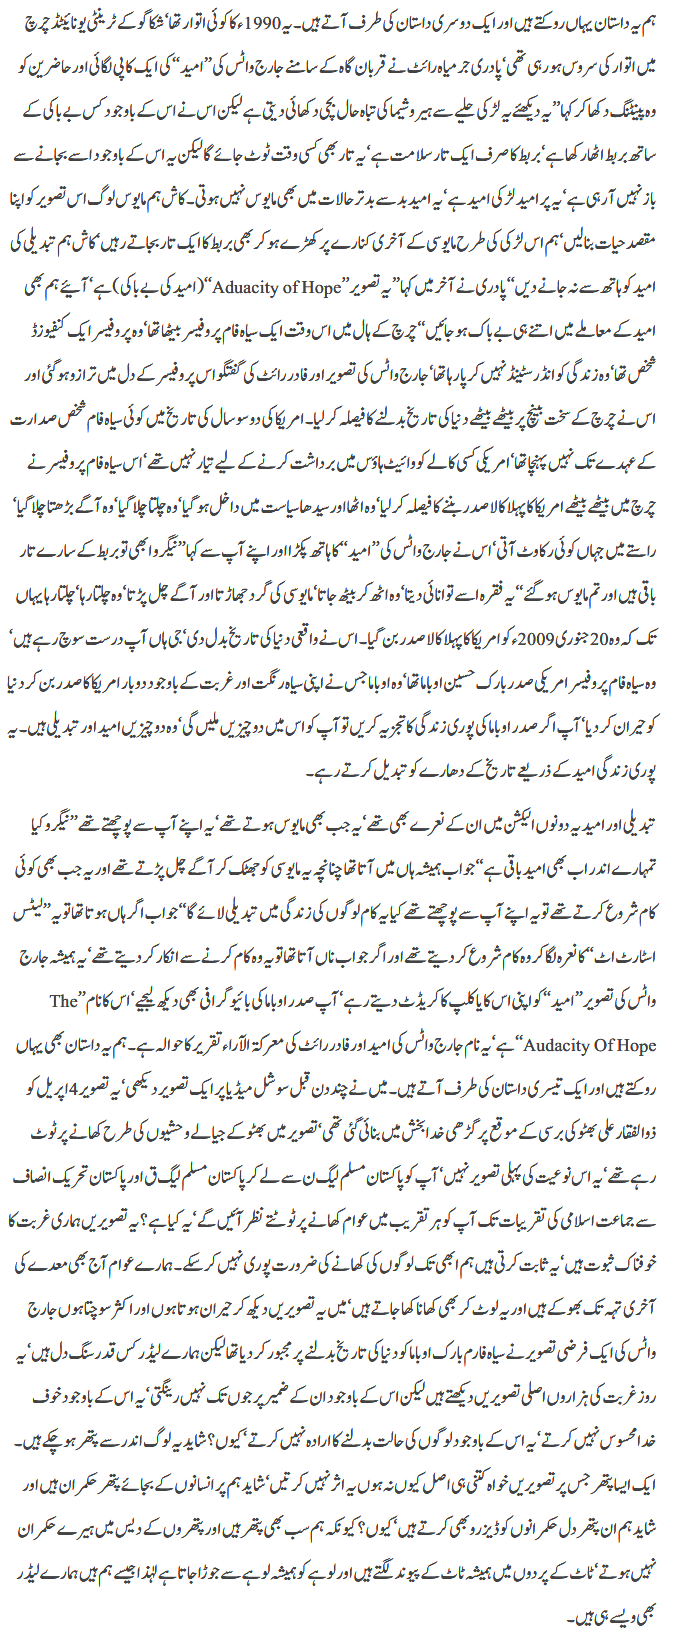 ہم یہ داستان یہاں روکتے ہیں اور ایک دوسری داستان کی طرف آتے ہیں۔ یہ 1990ء کا کوئی اتوار تھا‘ شکاگو کے ٹرینٹی یونائیٹڈ چرچ
میں اتوار کی سروس ہو رہی تھی‘ پادری جرمیاہ رائٹ نے قربان گاہ کے سامنے جارج واٹس کی ’’امید‘‘ کی ایک کاپی لگائی اور حاضرین کو
وہ پینٹنگ دکھا کر کہا ’’یہ دیکھئے یہ لڑکی حلیے سے ہیروشیما کی تباہ حال بچی دکھائی دیتی ہے لیکن اس نے اس کے باوجود کس بے باکی کے
ساتھ بربط اٹھا رکھا ہے‘ بربط کا صرف ایک تار سلامت ہے‘ یہ تار بھی کسی وقت ٹوٹ جائے گا لیکن یہ اس کے باوجود اسے بجانے سے
باز نہیں آ رہی ہے‘ یہ پر امید لڑکی امید ہے‘ یہ امید بد سے بدتر حالات میں بھی مایوس نہیں ہوتی۔ کاش ہم مایوس لوگ اس تصویر کو اپنا
مقصد حیات بنا لیں‘ ہم اس لڑکی کی طرح مایوسی کے آخری کنارے پر کھڑے ہو کر بھی بربط کا ایک تار بجاتے رہیں‘ کاش ہم تبدیلی کی
امید کو ہاتھ سے نہ جانے دیں‘‘ پادری نے آخر میں کہا ’’یہ تصویر ’’Aduacity of Hope‘‘ (امید کی بے باکی) ہے‘ آیئے ہم بھی
امید کے معاملے میں اتنے ہی بے باک ہو جائیں‘‘ چرچ کے ہال میں اس وقت ایک سیاہ فام پروفیسر بیٹھا تھا‘ وہ پروفیسر ایک کنفیوزڈ
شخص تھا‘ وہ زندگی کو انڈر سٹینڈ نہیں کر پا رہا تھا‘ جارج واٹس کی تصویر اور فادر رائٹ کی گفتگو اس پروفیسر کے دل میں ترازو ہو گئی اور
اس نے چرچ کے سخت بینچ پر بیٹھے بیٹھے دنیا کی تاریخ بدلنے کا فیصلہ کر لیا۔ امریکا کی دو سو سال کی تاریخ میں کوئی سیاہ فام شخص صدارت
کے عہدے تک نہیں پہنچا تھا‘ امریکی کسی کالے کو وائیٹ ہاؤس میں برداشت کرنے کے لیے تیار نہیں تھے‘ اس سیاہ فام پروفیسر نے
چرچ میں بیٹھے بیٹھے امریکا کا پہلا کالا صدر بننے کا فیصلہ کر لیا‘ وہ اٹھا اور سیدھا سیاست میں داخل ہو گیا‘ وہ چلتا چلا گیا‘ وہ آگے بڑھتا چلا گیا‘
راستے میں جہاں کوئی رکاوٹ آتی‘ اس نے جارج واٹس کی ’’امید‘‘ کا ہاتھ پکڑا اور اپنے آپ سے کہا ’’نیگرو ابھی تو بربط کے سارے تار
باقی ہیں اور تم مایوس ہو گئے‘‘ یہ فقرہ اسے توانائی دیتا‘ وہ اٹھ کر بیٹھ جاتا‘ مایوسی کی گرد جھاڑتا اور آگے چل پڑتا‘ وہ چلتا رہا‘ چلتا رہا یہاں
تک کہ وہ 20 جنوری 2009ء کو امریکا کا پہلا کالا صدر بن گیا۔ اس نے واقعی دنیا کی تاریخ بدل دی‘ جی ہاں آپ درست سوچ رہے ہیں‘
وہ سیاہ فام پروفیسر امریکی صدر بارک حسین اوباما تھا‘ وہ اوباما جس نے اپنی سیاہ رنگت اور غربت کے باوجود دو بار امریکا کا صدر بن کر دنیا
کو حیران کر دیا‘ آپ اگر صدر اوباما کی پوری زندگی کا تجزیہ کریں تو آپ کو اس میں دو چیزیں ملیں گی‘ وہ دو چیزیں امید اور تبدیلی ہیں۔ یہ
پوری زندگی امید کے ذریعے تاریخ کے دھارے کو تبدیل کرتے رہے۔
تبدیلی اور امید یہ دونوں الیکشن میں ان کے نعرے بھی تھے‘ یہ جب بھی مایوس ہوتے تھے‘ یہ اپنے آپ سے پوچھتے تھے ’’نیگرو کیا
تمہارے اندر اب بھی امید باقی ہے‘‘ جواب ہمیشہ ہاں میں آتا تھا چنانچہ یہ مایوسی کو جھٹک کر آگے چل پڑتے تھے اور یہ جب بھی کوئی
کام شروع کرتے تھے تو یہ اپنے آپ سے پوچھتے تھے کیا یہ کام لوگوں کی زندگی میں تبدیلی لائے گا‘‘ جواب اگر ہاں ہوتا تھا تو یہ ’’لیٹس
اسٹارٹ اٹ‘‘ کا نعرہ لگا کر وہ کام شروع کر دیتے تھے اور اگر جواب ناں آتا تھا تو یہ وہ کام کرنے سے انکار کر دیتے تھے‘ یہ ہمیشہ جارج
واٹس کی تصویر ’’امید‘‘ کو اپنی اس کایا کلپ کا کریڈٹ دیتے رہے‘ آپ صدر اوباما کی بائیو گرافی بھی دیکھ لیجیے‘ اس کا نام ’’The
Audacity Of Hope‘‘ ہے‘ یہ نام جارج واٹس کی امید اور فادر رائٹ کی معرکۃ الآراء تقریر کا حوالہ ہے۔ ہم یہ داستان بھی یہاں
روکتے ہیں اور ایک تیسری داستان کی طرف آتے ہیں۔ میں نے چند دن قبل سوشل میڈیا پر ایک تصویر دیکھی‘ یہ تصویر 4 اپریل کو
ذوالفقار علی بھٹو کی برسی کے موقع پر گڑھی خدا بخش میں بنائی گئی تھی‘ تصویر میں بھٹو کے جیالے وحشیوں کی طرح کھانے پر ٹوٹ
رہے تھے‘ یہ اس نوعیت کی پہلی تصویر نہیں‘ آپ کو پاکستان مسلم لیگ ن سے لے کر پاکستان مسلم لیگ ق اور پاکستان تحریک انصاف
سے جماعت اسلامی کی تقریبات تک آپ کو ہر تقریب میں عوام کھانے پر ٹوٹتے نظر آئیں گے‘ یہ کیا ہے؟ یہ تصویریں ہماری غربت کا
خوفناک ثبوت ہیں‘ یہ ثابت کرتی ہیں ہم ابھی تک لوگوں کی کھانے کی ضرورت پوری نہیں کر سکے۔ ہمارے عوام آج بھی معدے کی
آخری تہہ تک بھوکے ہیں اور یہ لوٹ کر بھی کھانا کھا جاتے ہیں‘ میں یہ تصویریں دیکھ کر حیران ہوتا ہوں اور اکثر سوچتا ہوں جارج
واٹس کی ایک فرضی تصویر نے سیاہ فارم بارک اوباما کو دنیا کی تاریخ بدلنے پر مجبور کر دیا تھا لیکن ہمارے لیڈر کس قدر سنگ دل ہیں‘ یہ
روز غربت کی ہزاروں اصلی تصویریں دیکھتے ہیں لیکن اس کے باوجود ان کے ضمیر پر جوں تک نہیں رینگتی‘ یہ اس کے باوجود خوف
خدا محسوس نہیں کرتے‘ یہ اس کے باوجود لوگوں کی حالت بدلنے کا ارادہ نہیں کرتے‘ کیوں؟ شاید یہ لوگ اندر سے پتھر ہو چکے ہیں۔
ایک ایسا پتھر جس پر تصویریں خواہ کتنی ہی اصل کیوں نہ ہوں یہ اثر نہیں کرتیں‘ شاید ہم پر انسانوں کے بجائے پتھر حکمران ہیں اور
شاید ہم ان پتھر دل حکمرانوں کو ڈیزرو بھی کرتے ہیں‘ کیوں؟ کیونکہ ہم سب بھی پتھر ہیں اور پتھروں کے دیس میں ہیرے حکمران
نہیں ہوتے‘ ٹاٹ کے پردوں میں ہمیشہ ٹاٹ کے پیوند لگتے ہیں اور لوہے کو ہمیشہ لوہے سے جوڑا جاتا ہے لہٰذا جیسے ہم ہیں ہمارے لیڈر
بھی ویسے ہی ہیں۔